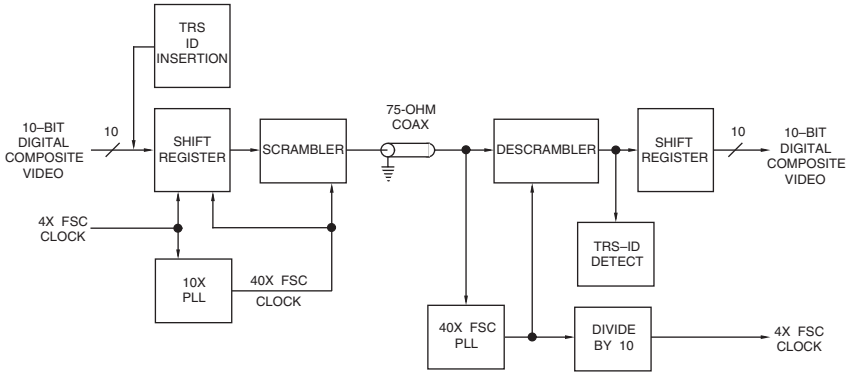 TRS
ID
INSERTION
10–BIT
DIGITAL
COMPOSITE
VIDEO
10
SHIFT
REGISTER
SCRAMBLER
75-OHM
COAX
DESCRAMBLER
SHIFT
REGISTER
10
10–BIT
DIGITAL
COMPOSITE
VIDEO
4X FSC
CLOCK
10X
PLL
40X FSC
CLOCK
TRS–ID
DETECT
40X FSC
PLL
DIVIDE
BY 10
4X FSC
CLOCK